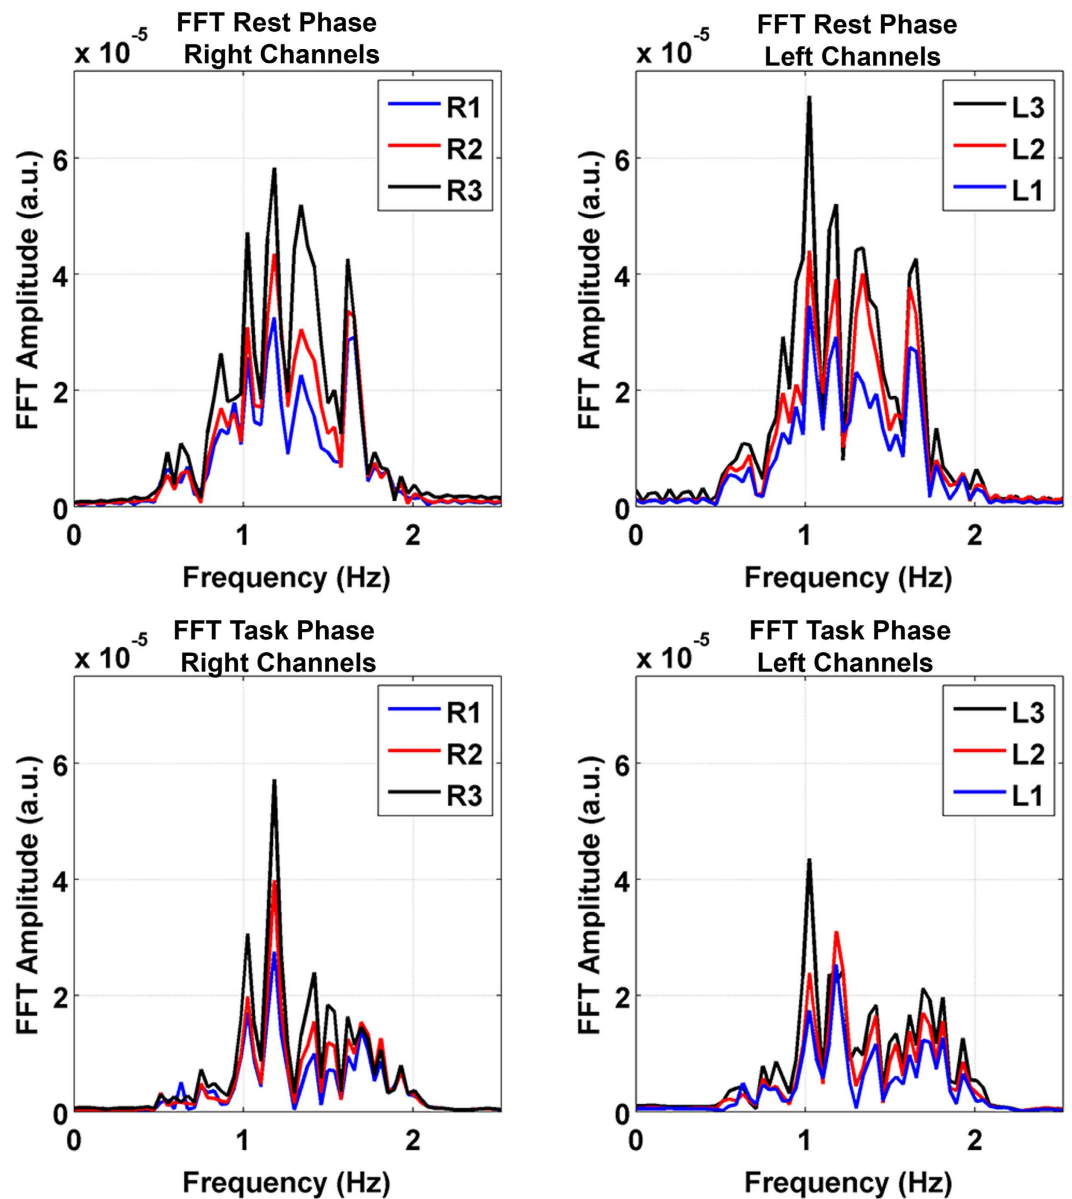 FFT Rest Phase
Right Channels
x 10-5
R1
R2
R3
6
4
2
0
0 1 2
FFT Amplitude (a.u.)
Frequency (Hz)
FFT Rest Phase
Left Channels
x 10-5
L3
L2
L1
6
4
2
0
0 1 2
FFT Amplitude (a.u.)
Frequency (Hz)
FFT Task Phase
Right Channels
x 10-5
R1
R2
R3
6
4
2
0
0 1 2
FFT Amplitude (a.u.)
Frequency (Hz)
FFT Task Phase
Left Channels
x 10-5
L3
L2
L1
6
4
2
0
0 1 2
FFT Amplitude (a.u.)
Frequency (Hz)